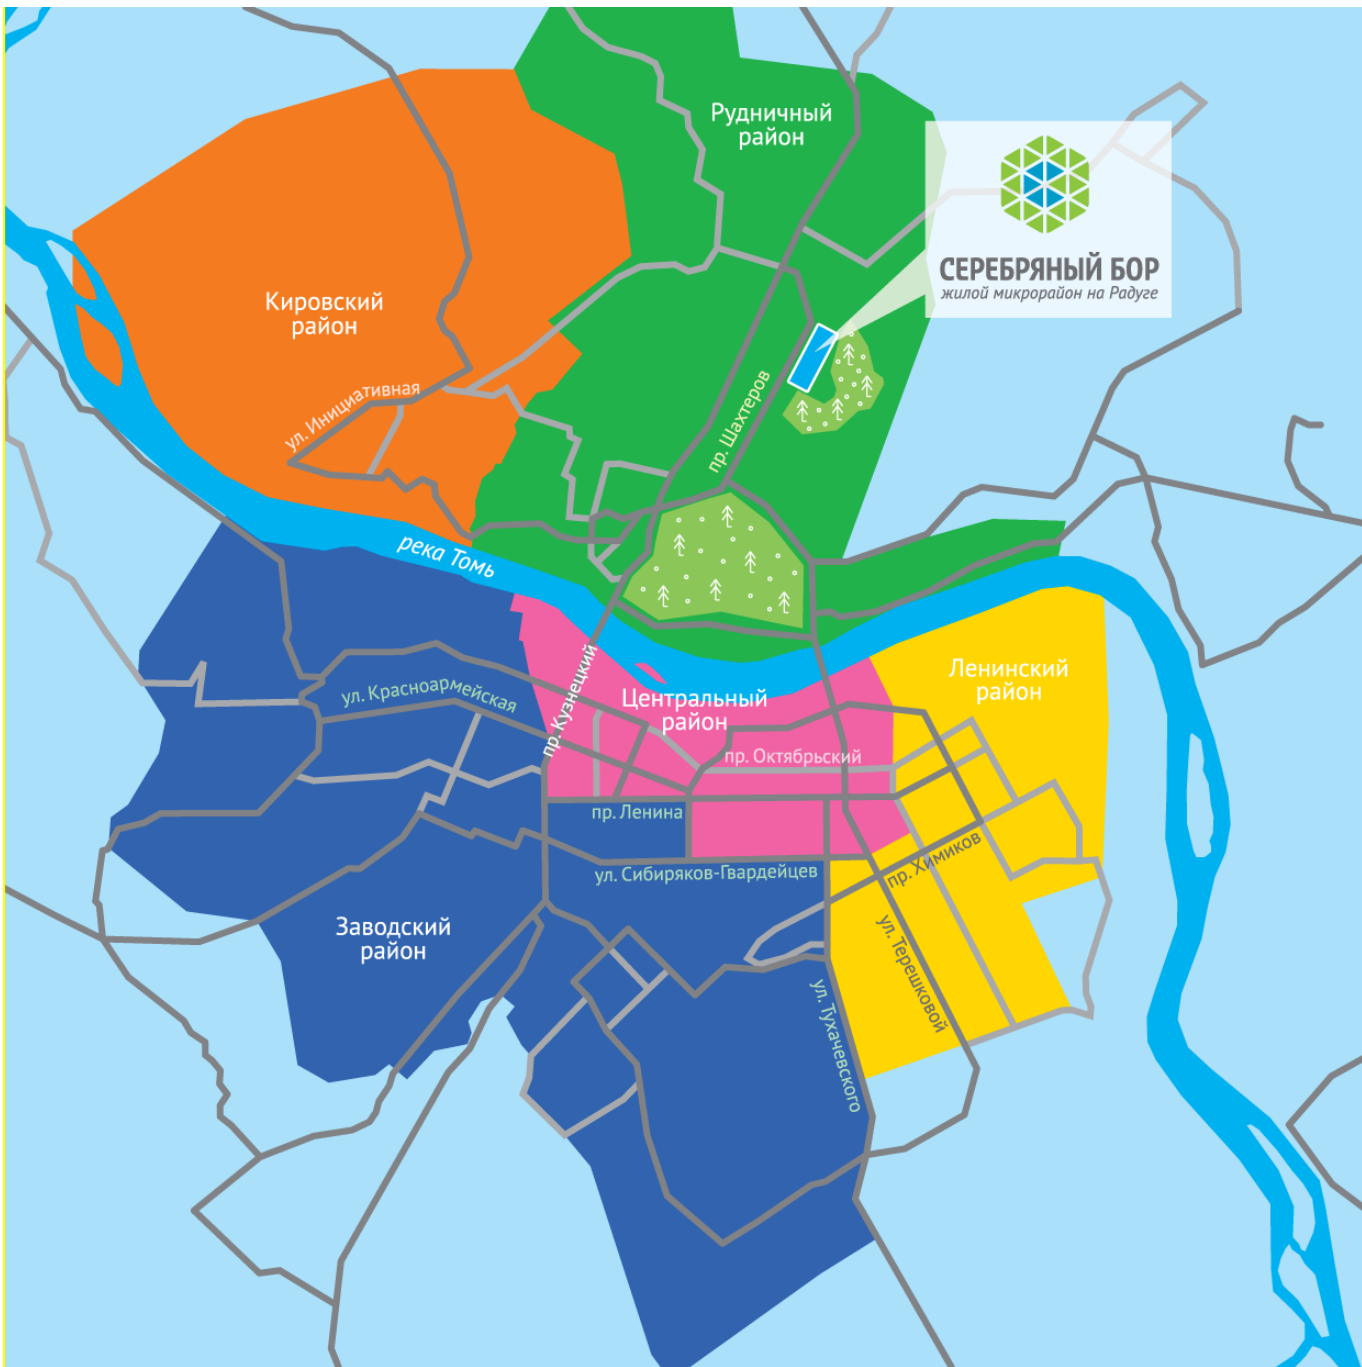 Рудничный
район
СЕРЕБРЯНЫЙ БОР
жилой микрорайон на Радуге
Кировский
район
ул. Инициативная
пр. Шахтеров
река Томь
пр. Кузнецкий
Центральный
район
Ленинский
район
ул. Красноармейская
пр. Октябрьский
пр. Ленина
ул. Сибиряков-Гвардейцев
пр. Химиков
Заводский
район
ул. Терешковой
ул. Тухачевского